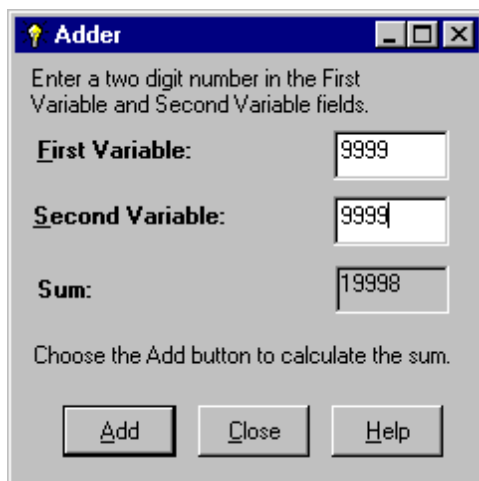 Adder
Enter a two digit number in the First
Variable and Second Variable fields.
First Variable: 9999
Second Variable: 9999
Sum: 19998
Choose the Add button to calculate the sum.
Add Close Help